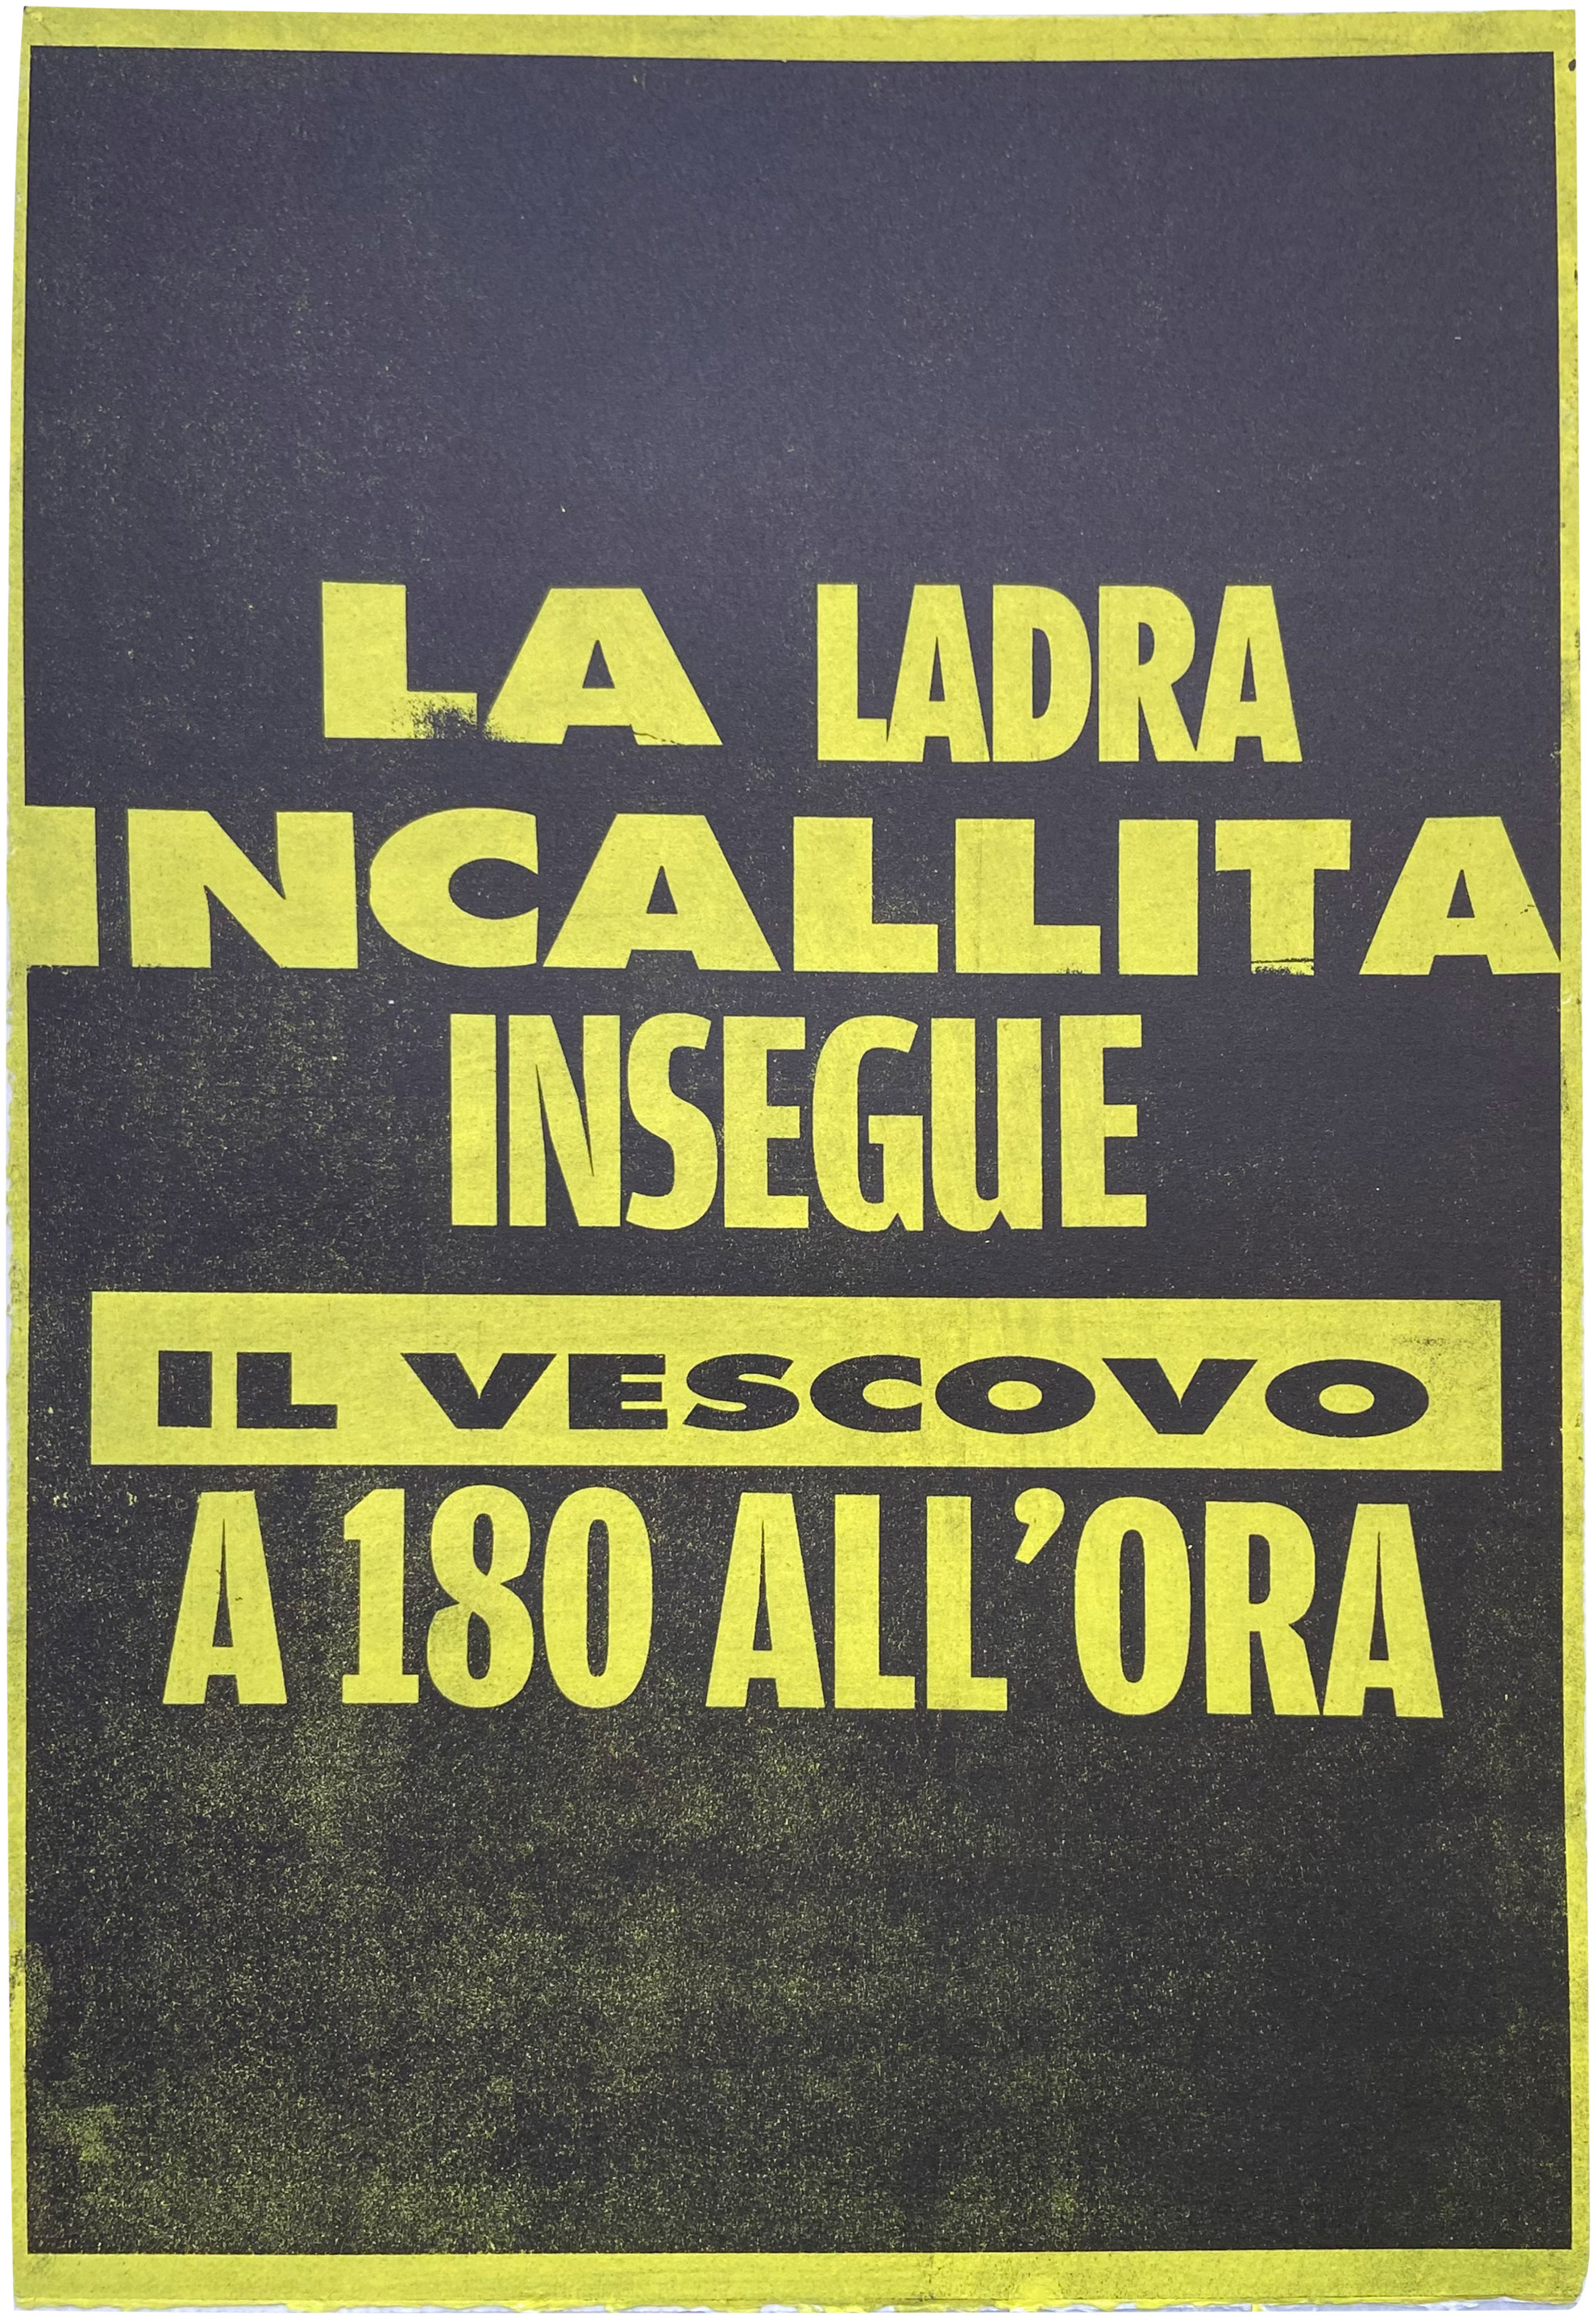 LA LADRA
INCALLITA
INSEGUE
IL VESCOVO
A 180 ALL’ORA